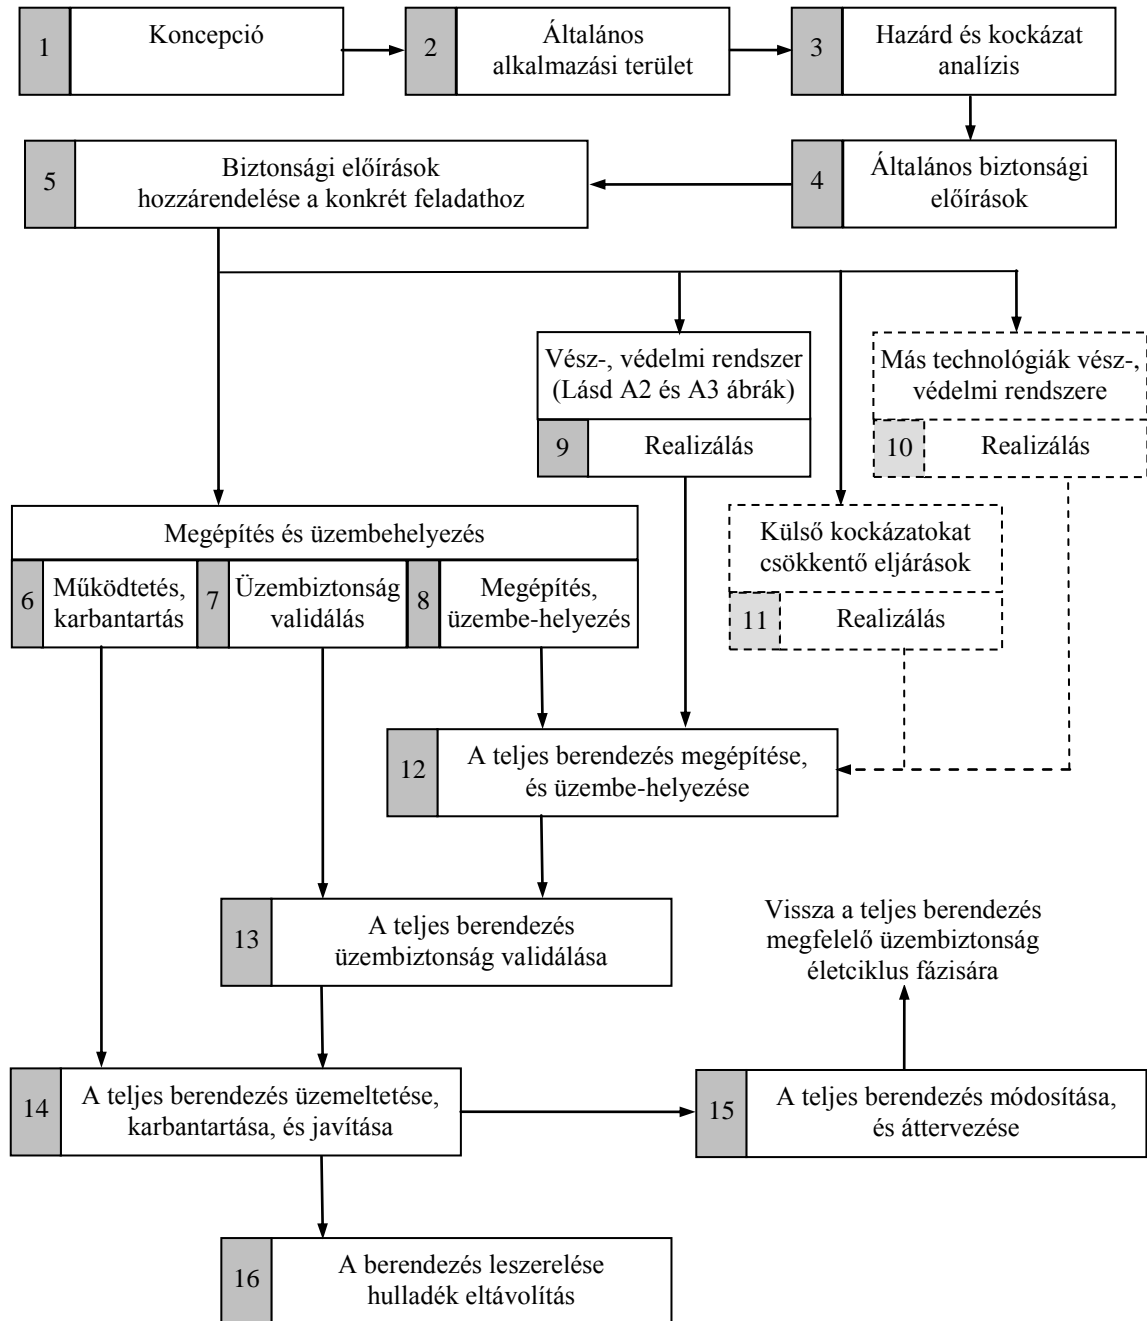 1
Koncepció
2
Általános
alkalmazási terület
3
Hazárd és kockázat
analízis
5
Biztonsági előírások
hozzárendelése a konkrét feladathoz
4
Általános biztonsági
előírások
Vész-, védelmi rendszer
(Lásd A2 és A3 ábrák)
9
Realizálás
Más technológiák vész-,
védelmi rendszere
10
Realizálás
Megépítés és üzembehelyezés
6
Működtetés,
karbantartás
7
Üzembiztonság
validálás
8
Megépítés,
üzembe-helyezés
Külső kockázatokat
csökkentő eljárások
11
Realizálás
12
A teljes berendezés megépítése,
és üzembe-helyezése
13
A teljes berendezés
üzembiztonság validálása
Vissza a teljes berendezés
megfelelő üzembiztonság
életciklus fázisára
14
A teljes berendezés üzemeltetése,
karbantartása, és javítása
15
A teljes berendezés módosítása,
és áttervezése
16
A berendezés leszerelése
hulladék eltávolítás